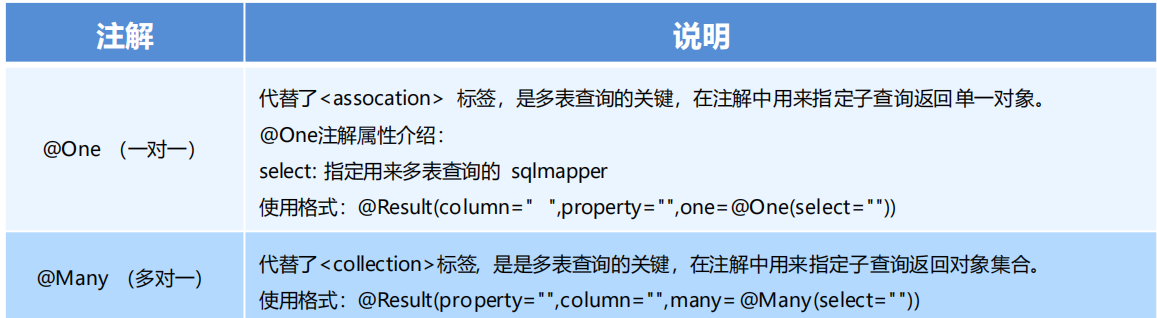 注解
说明
@One （一对一）
代替了<assocation> 标签，是多表查询的关键，在注解中用来指定子查询返回单一对象。
@One注解属性介绍：
select: 指定用来多表查询的 sqlmapper
使用格式：@Result(column=" ",property="",one=@One(select=""))
@Many （多对一）
代替了<collection>标签, 是是多表查询的关键，在注解中用来指定子查询返回对象集合。
使用格式：@Result(property="",column="",many=@Many(select=""))